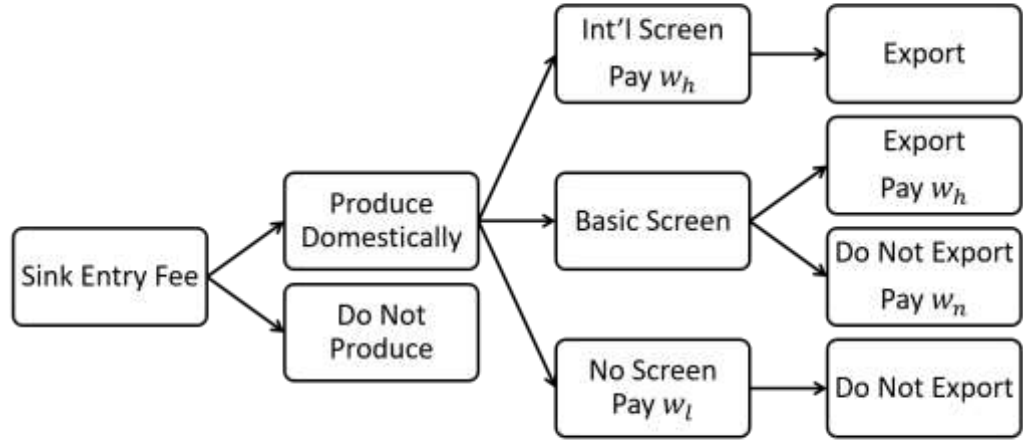 Sink Entry Fee
Produce
Domestically
Do Not
Produce
Int'l Screen
Pay wₕ
Basic Screen
No Screen
Pay wₗ
Export
Export
Pay wₕ
Do Not Export
Pay wₙ
Do Not Export